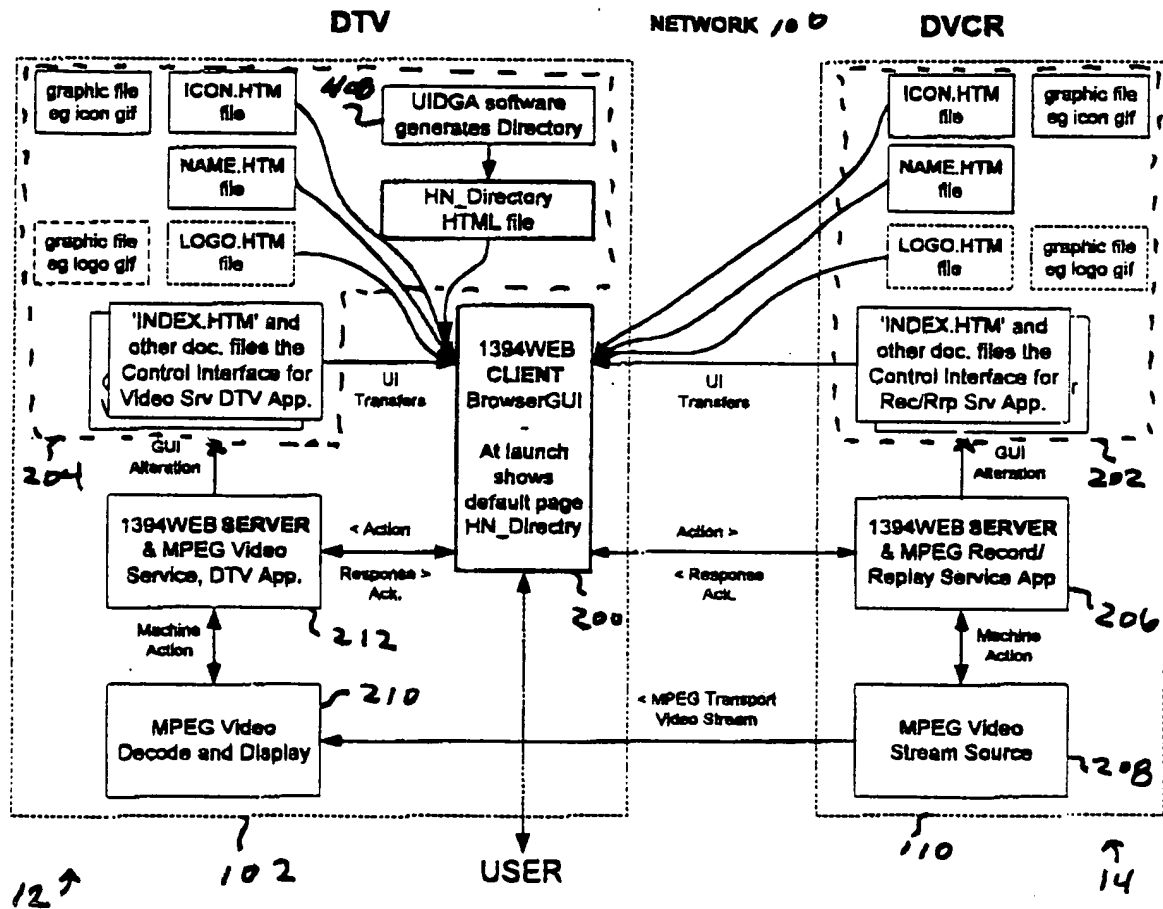 DTV
NETWORK 100
DVCR
graphic file
eg icon gif
ICON.HTM
file
408
UIDGA software
generates Directory
NAME.HTM
file
HN_Directory
HTML file
graphic file
eg logo gif
LOGO.HTM
file
'INDEX.HTM' and
other doc. files the
Control Interface for
Video Srv DTV App.
UI
Transfers
204
GUI
Alteration
1394WEB
CLIENT
BrowserGUI
-
At launch
shows
default page
HN_Directry
200
1394WEB SERVER
& MPEG Video
Service, DTV App.
212
< Action
Response >
Ack.
Machine
Action
210
MPEG Video
Decode and Display
102
12
USER
ICON.HTM
file
graphic file
eg icon gif
NAME.HTM
file
LOGO.HTM
file
graphic file
eg logo gif
UI
Transfers
'INDEX.HTM' and
other doc. files the
Control Interface for
Rec/Rrp Srv App.
r
GUI
Alteration
202
Action >
< Response
Ack.
1394WEB SERVER
& MPEG Record/
Replay Service App
206
Machine
Action
< MPEG Transport
Video Stream
MPEG Video
Stream Source
208
110
14